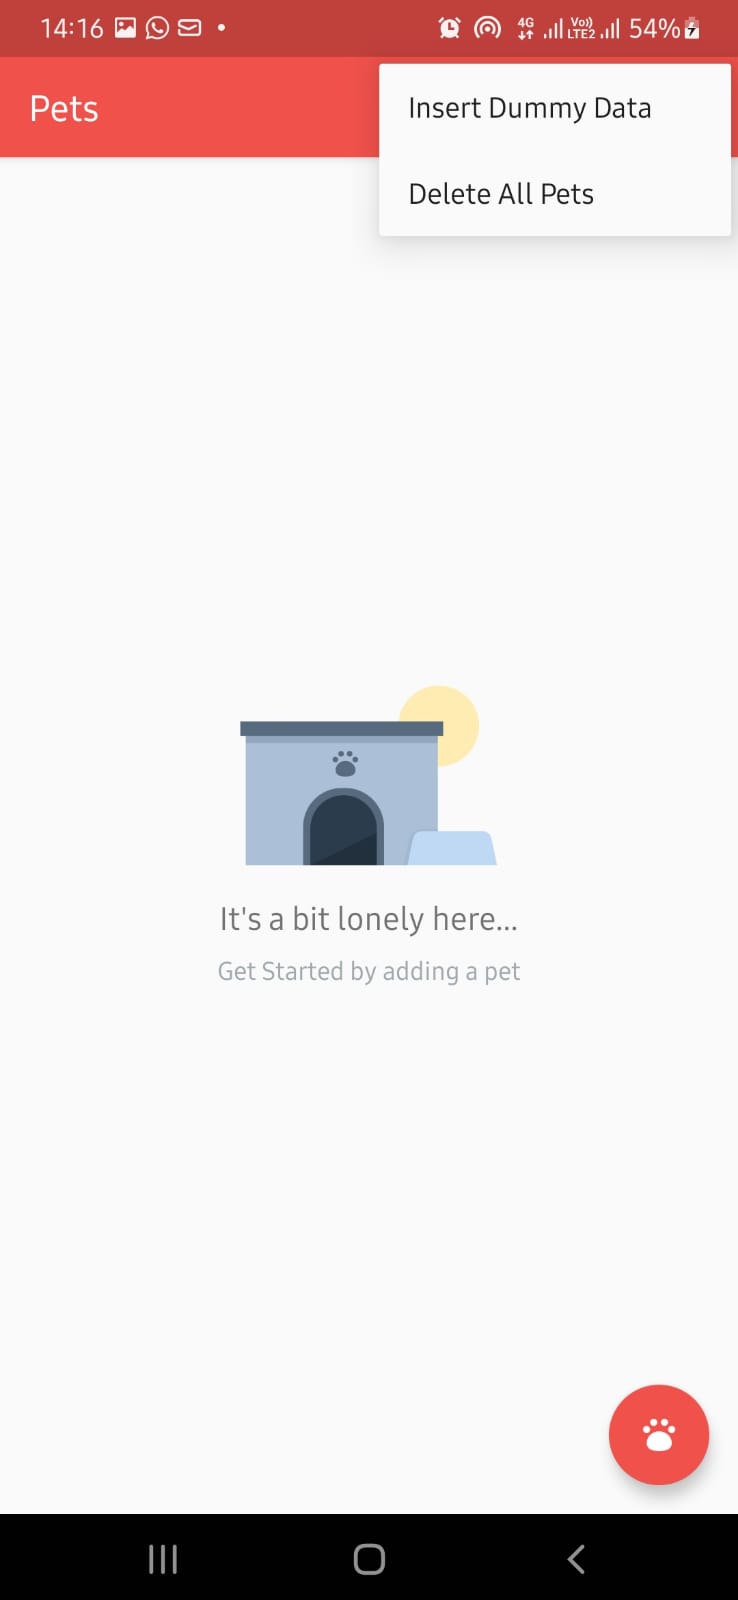 14:16
4G
Vo))
LTE2
54%
Pets
Insert Dummy Data
Delete All Pets
It's a bit lonely here...
Get Started by adding a pet